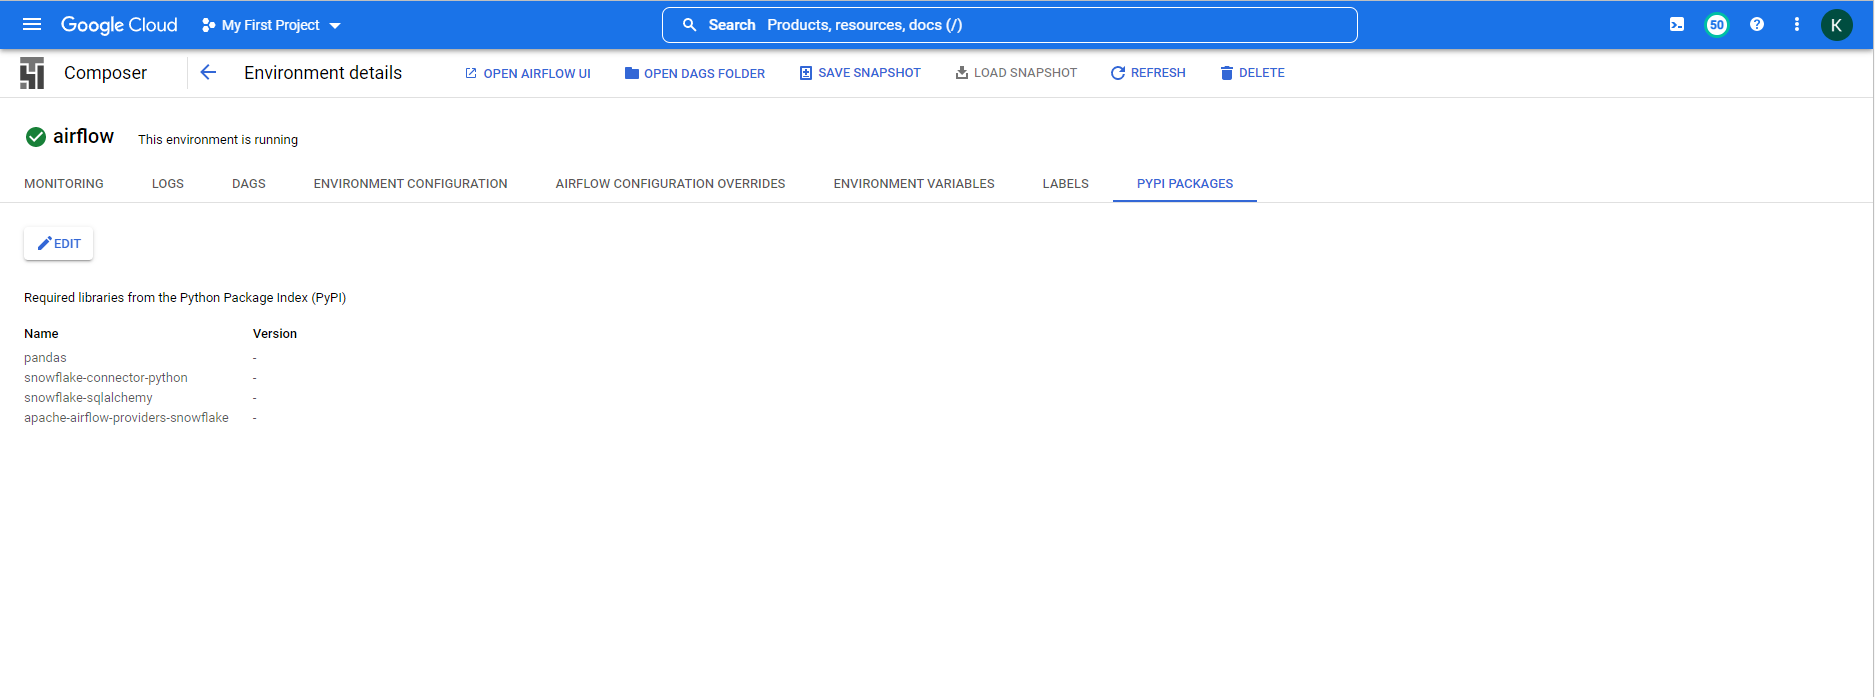 Google Cloud My First Project Search Products, resources, docs (/) 50 K
Composer Environment details OPEN AIRFLOW UI OPEN DAGS FOLDER SAVE SNAPSHOT LOAD SNAPSHOT REFRESH DELETE
airflow This environment is running
MONITORING LOGS DAGS ENVIRONMENT CONFIGURATION AIRFLOW CONFIGURATION OVERRIDES ENVIRONMENT VARIABLES LABELS PYPI PACKAGES
EDIT
Required libraries from the Python Package Index (PyPI)
Name Version
pandas -
snowflake-connector-python -
snowflake-sqlalchemy -
apache-airflow-providers-snowflake -